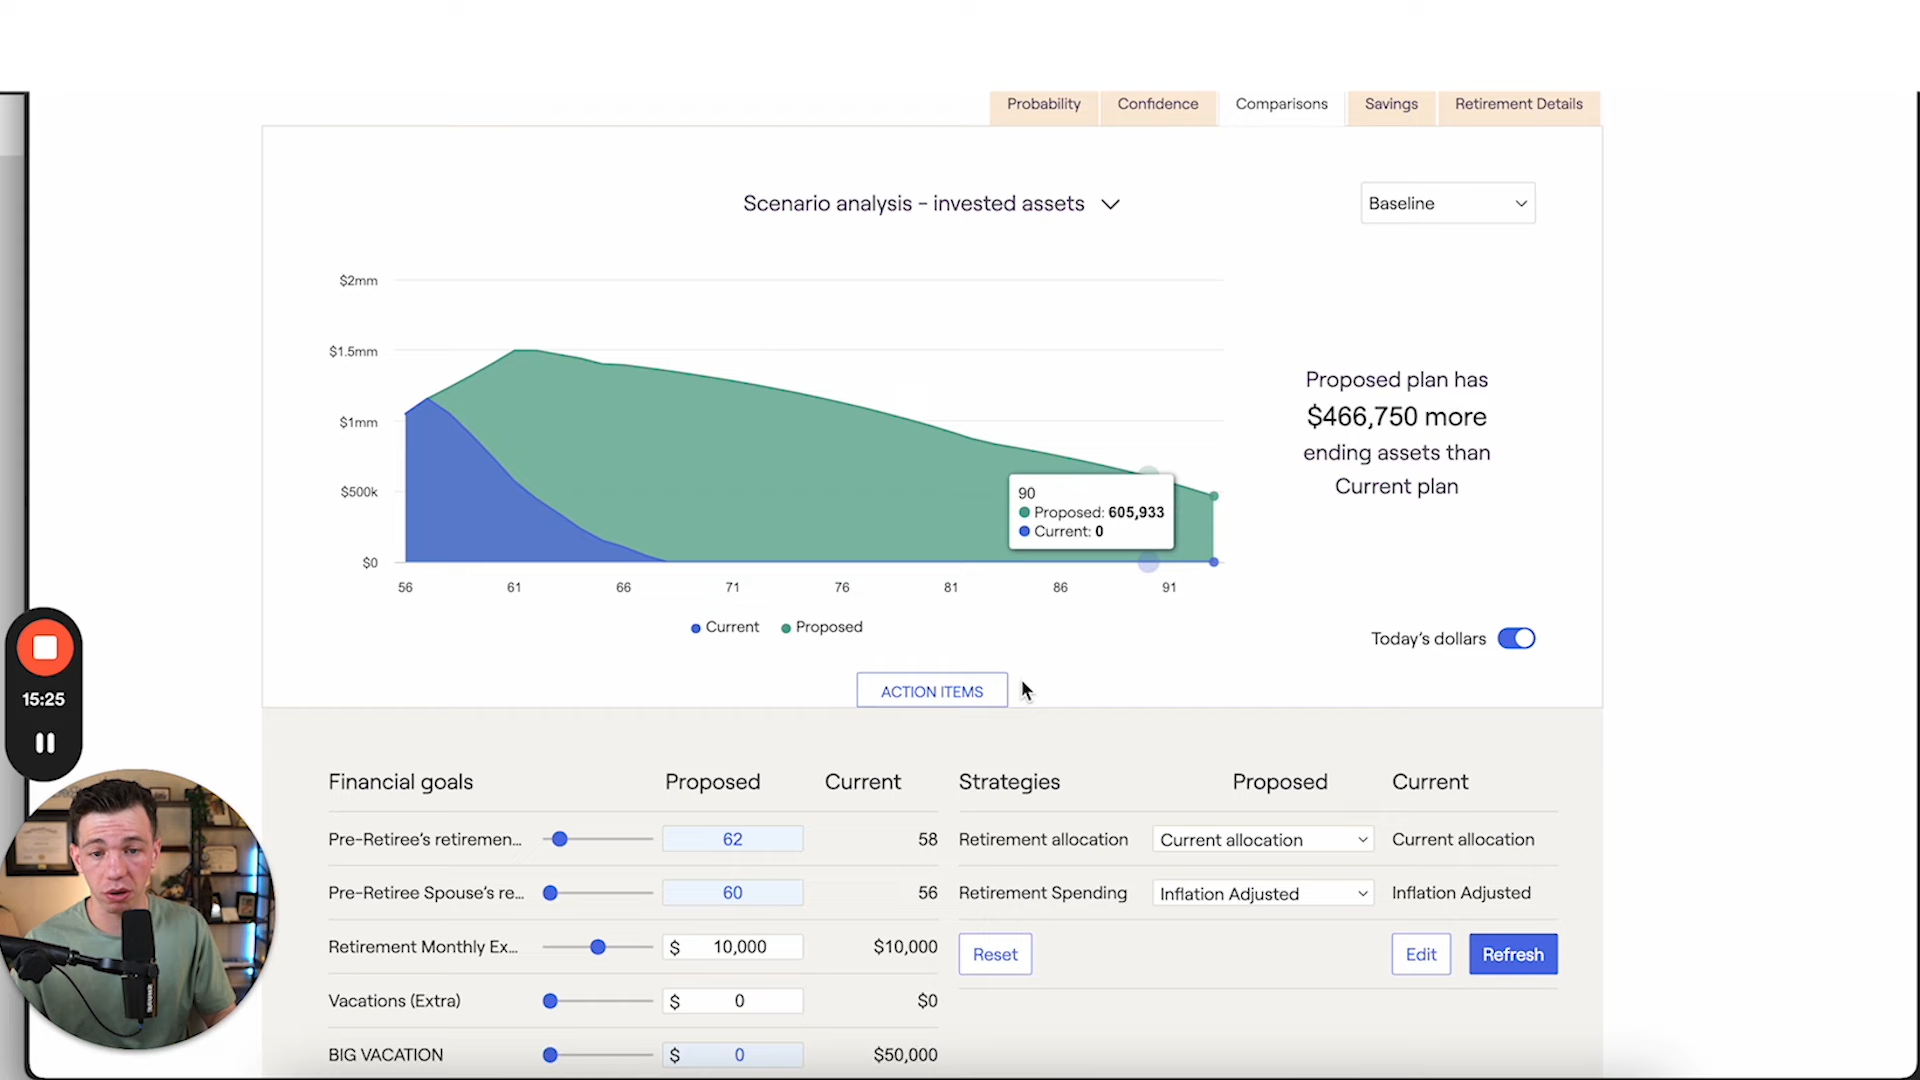 Probability
Confidence
Comparisons
Savings
Retirement Details
Scenario analysis - invested assets
Baseline
$2mm
$1.5mm
$1mm
$500k
$0
56
61
66
71
76
81
86
91
90
Proposed: 605,933
Current: 0
Current
Proposed
Proposed plan has
$466,750 more
ending assets than
Current plan
Today's dollars
ACTION ITEMS
15:25
Financial goals Proposed Current
Pre-Retiree's retiremen... 62 58
Pre-Retiree Spouse's re... 60 56
Retirement Monthly Ex... $ 10,000 $10,000
Vacations (Extra) $ 0 $0
BIG VACATION $ 0 $50,000
Strategies Proposed Current
Retirement allocation Current allocation Current allocation
Retirement Spending Inflation Adjusted Inflation Adjusted
Reset Edit Refresh